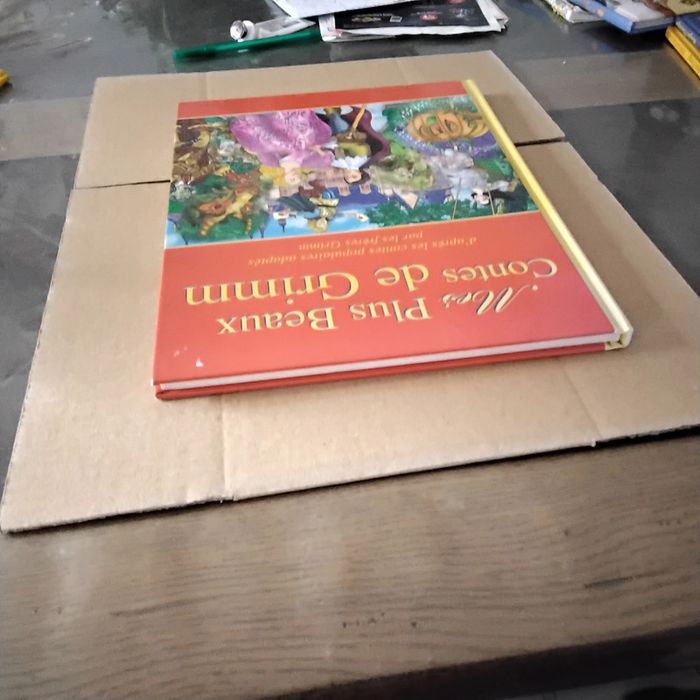 Mes Plus Beaux
Contes de Grimm
d'après les contes populaires adaptés
par les frères Grimm